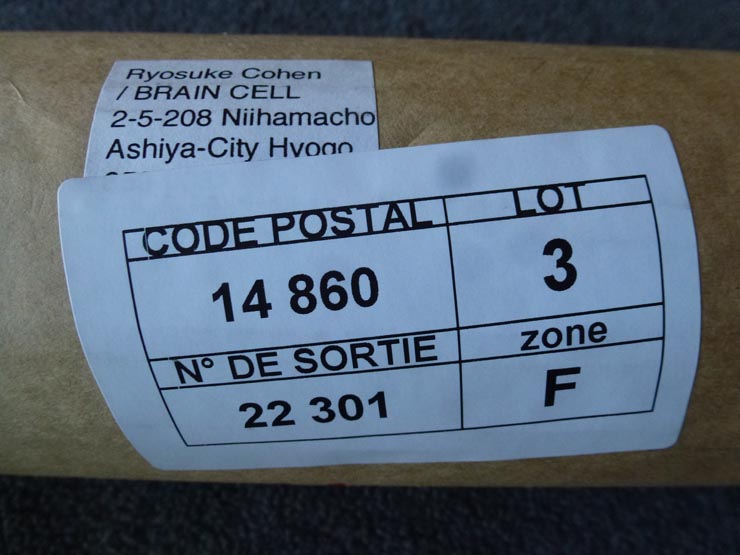 Ryosuke Cohen
/ BRAIN CELL
2-5-208 Niihamacho
Ashiya-City Hyogo
CODE POSTAL LOT
14 860 3
N° DE SORTIE zone
22 301 F